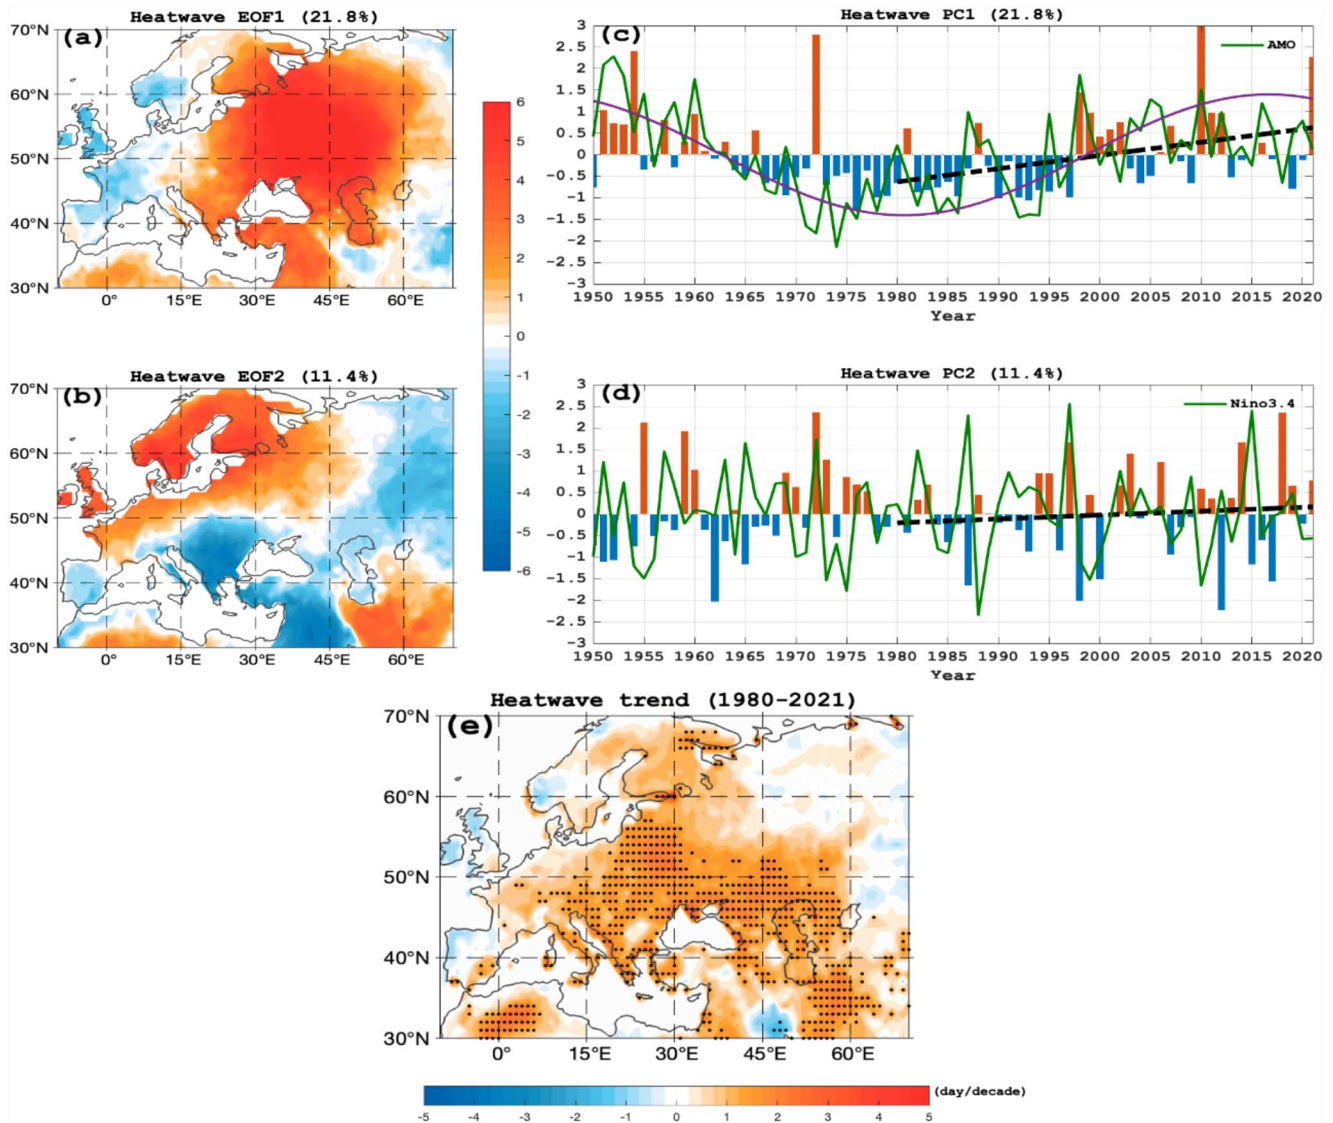 Heatwave EOF1 (21.8%)
(a)
70°N
60°N
50°N
40°N
30°N
0° 15°E 30°E 45°E 60°E
6
5
4
3
2
1
0
-1
-2
-3
-4
-5
-6
Heatwave PC1 (21.8%)
(c)
AMO
3
2.5
2
1.5
1
0.5
0
-0.5
-1
-1.5
-2
-2.5
-3
1950 1955 1960 1965 1970 1975 1980 1985 1990 1995 2000 2005 2010 2015 2020
Year
Heatwave EOF2 (11.4%)
(b)
70°N
60°N
50°N
40°N
30°N
0° 15°E 30°E 45°E 60°E
Heatwave PC2 (11.4%)
(d)
Nino3.4
3
2.5
2
1.5
1
0.5
0
-0.5
-1
-1.5
-2
-2.5
-3
1950 1955 1960 1965 1970 1975 1980 1985 1990 1995 2000 2005 2010 2015 2020
Year
Heatwave trend (1980-2021)
(e)
70°N
60°N
50°N
40°N
30°N
0° 15°E 30°E 45°E 60°E
-5 -4 -3 -2 -1 0 1 2 3 4 5
(day/decade)